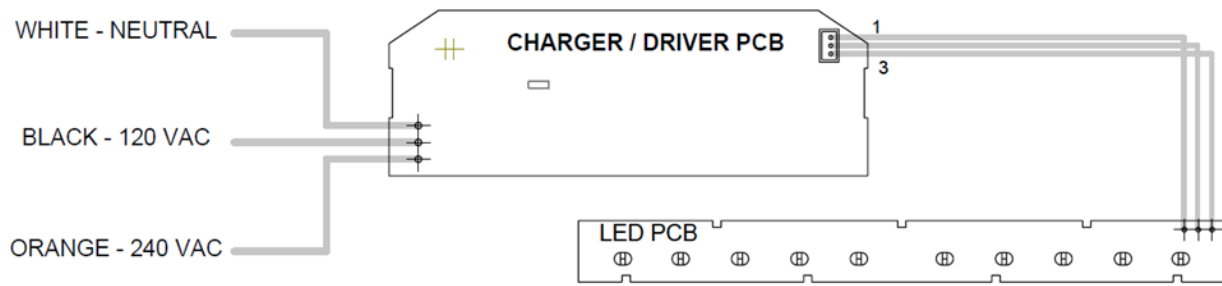 WHITE - NEUTRAL
CHARGER / DRIVER PCB
1
3
BLACK - 120 VAC
ORANGE - 240 VAC
LED PCB